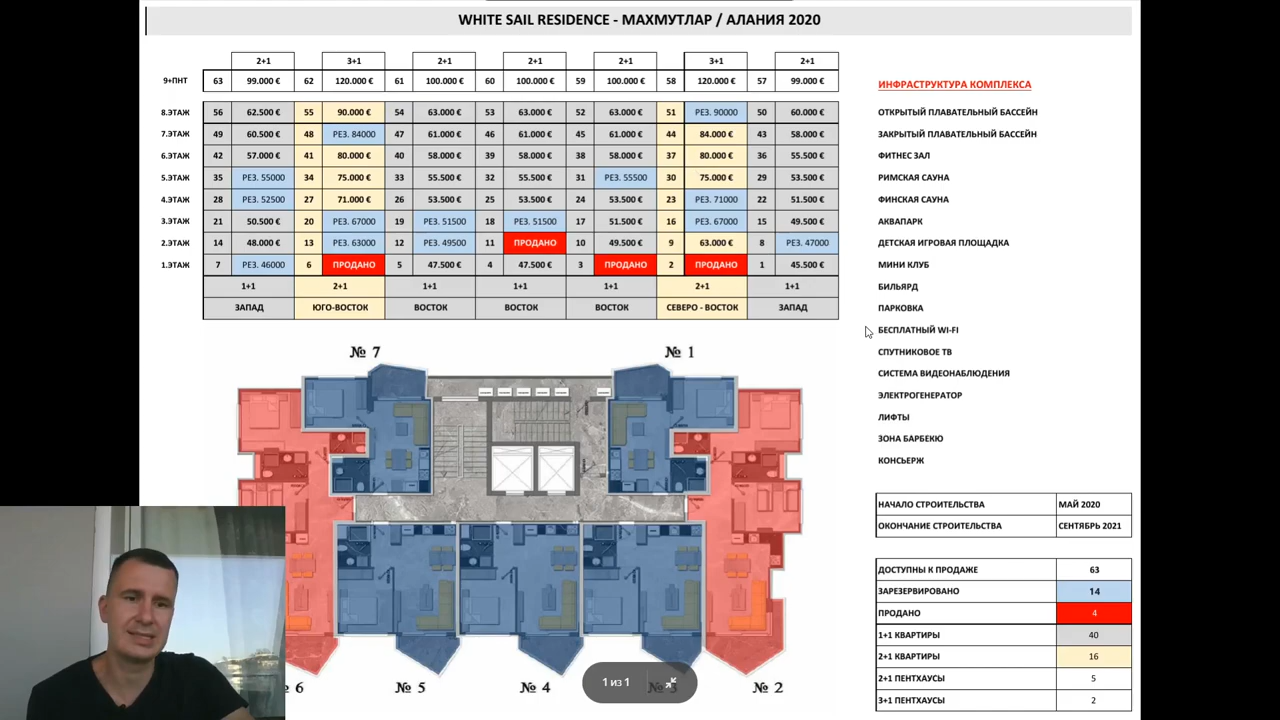 WHITE SAIL RESIDENCE - МАХМУТЛАР / АЛАНИЯ 2020
2+1 3+1 2+1 2+1 2+1 3+1 2+1
9+ПНТ 63 99.000 € 62 120.000 € 61 100.000 € 60 100.000 € 59 100.000 € 58 120.000 € 57 99.000 €
8.ЭТАЖ 56 62.500 € 55 90.000 € 54 63.000 € 53 63.000 € 52 63.000 € 51 РЕЗ. 90000 50 60.000 €
7.ЭТАЖ 49 60.500 € 48 РЕЗ. 84000 47 61.000 € 46 61.000 € 45 61.000 € 44 84.000 € 43 58.000 €
6.ЭТАЖ 42 57.000 € 41 80.000 € 40 58.000 € 39 58.000 € 38 58.000 € 37 80.000 € 36 55.500 €
5.ЭТАЖ 35 РЕЗ. 55000 34 75.000 € 33 55.500 € 32 55.500 € 31 РЕЗ. 55500 30 75.000 € 29 53.500 €
4.ЭТАЖ 28 РЕЗ. 52500 27 71.000 € 26 53.500 € 25 53.500 € 24 53.500 € 23 РЕЗ. 71000 22 51.500 €
3.ЭТАЖ 21 50.500 € 20 РЕЗ. 67000 19 РЕЗ. 51500 18 РЕЗ. 51500 17 51.500 € 16 РЕЗ. 67000 15 49.500 €
2.ЭТАЖ 14 48.000 € 13 РЕЗ. 63000 12 РЕЗ. 49500 11 ПРОДАНО 10 49.500 € 9 63.000 € 8 РЕЗ. 47000
1.ЭТАЖ 7 РЕЗ. 46000 6 ПРОДАНО 5 47.500 € 4 47.500 € 3 ПРОДАНО 2 ПРОДАНО 1 45.500 €
1+1 2+1 1+1 1+1 1+1 2+1 1+1
ЗАПАД ЮГО-ВОСТОК ВОСТОК ВОСТОК ВОСТОК СЕВЕРО - ВОСТОК ЗАПАД
ИНФРАСТРУКТУРА КОМПЛЕКСА
ОТКРЫТЫЙ ПЛАВАТЕЛЬНЫЙ БАССЕЙН
ЗАКРЫТЫЙ ПЛАВАТЕЛЬНЫЙ БАССЕЙН
ФИТНЕС ЗАЛ
РИМСКАЯ САУНА
ФИНСКАЯ САУНА
АКВАПАРК
ДЕТСКАЯ ИГРОВАЯ ПЛОЩАДКА
МИНИ КЛУБ
БИЛЬЯРД
ПАРКОВКА
БЕСПЛАТНЫЙ WI-FI
СПУТНИКОВОЕ ТВ
СИСТЕМА ВИДЕОНАБЛЮДЕНИЯ
ЭЛЕКТРОГЕНЕРАТОР
ЛИФТЫ
ЗОНА БАРБЕКЮ
КОНСЬЕРЖ
НАЧАЛО СТРОИТЕЛЬСТВА МАЙ 2020
ОКОНЧАНИЕ СТРОИТЕЛЬСТВА СЕНТЯБРЬ 2021
ДОСТУПНЫ К ПРОДАЖЕ 63
ЗАРЕЗЕРВИРОВАНО 14
ПРОДАНО 4
1+1 КВАРТИРЫ 40
2+1 КВАРТИРЫ 16
2+1 ПЕНТХАУСЫ 5
3+1 ПЕНТХАУСЫ 2
№ 7 № 1
6 № 5 № 4 № 3 № 2
1 из 1